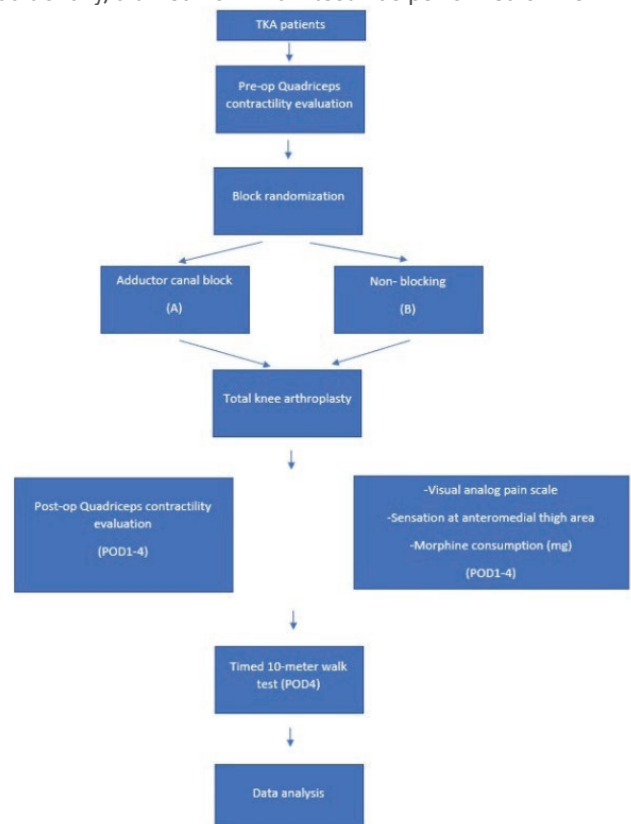 TKA patients
Pre-op Quadriceps
contractility evaluation
Block randomization
Adductor canal block
(A)
Non- blocking
(B)
Total knee arthroplasty
Post-op Quadriceps contractility
evaluation
(POD1-4)
-Visual analog pain scale
-Sensation at anteromedial thigh area
-Morphine consumption (mg)
(POD1-4)
Timed 10-meter walk
test (POD4)
Data analysis